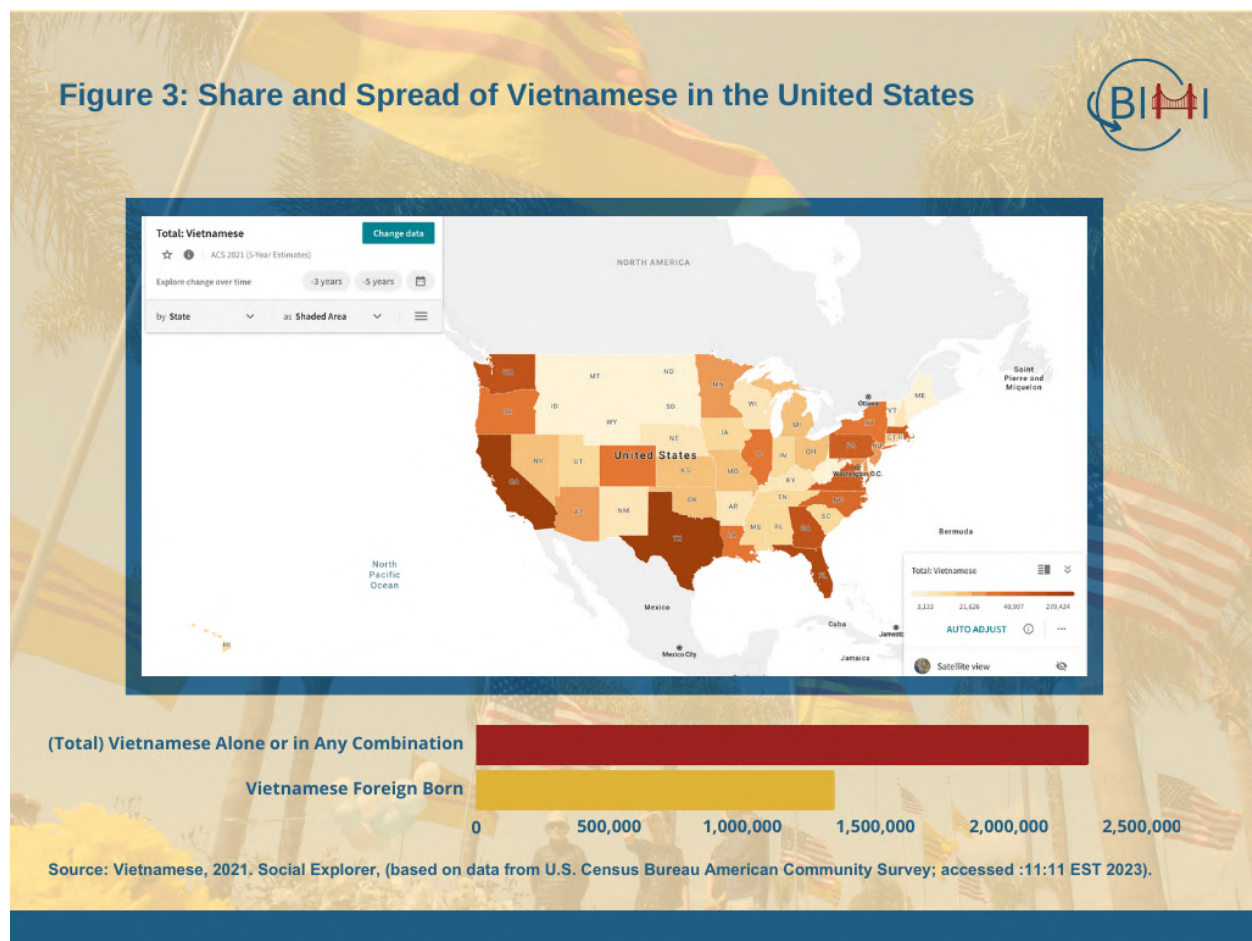 Figure 3: Share and Spread of Vietnamese in the United States
BIMI
Total: Vietnamese
Change data
ACS 2021 (5-Year Estimates)
Explore change over time
-3 years
-5 years
by State
as Shaded Area
NORTH AMERICA
Saint
Pierre and
Miquelon
WA
MT
ND
MN
OR
ID
WY
SD
WI
MI
Ottawa
VT
ME
NY
NE
IA
PA
NJ
CT
RI
NV
UT
United States
KS
MO
IL
IN
OH
Washington D.C.
KY
CA
AZ
NM
OK
AR
TN
NC
SC
TX
LA
MS
AL
GA
FL
Bermuda
North
Pacific
Ocean
HI
Mexico
Mexico City
Cuba
Jamaica
Total: Vietnamese
3,133
21,626
40,997
279,424
AUTO ADJUST
Satellite view
(Total) Vietnamese Alone or in Any Combination
Vietnamese Foreign Born
0
500,000
1,000,000
1,500,000
2,000,000
2,500,000
Source: Vietnamese, 2021. Social Explorer, (based on data from U.S. Census Bureau American Community Survey; accessed :11:11 EST 2023).